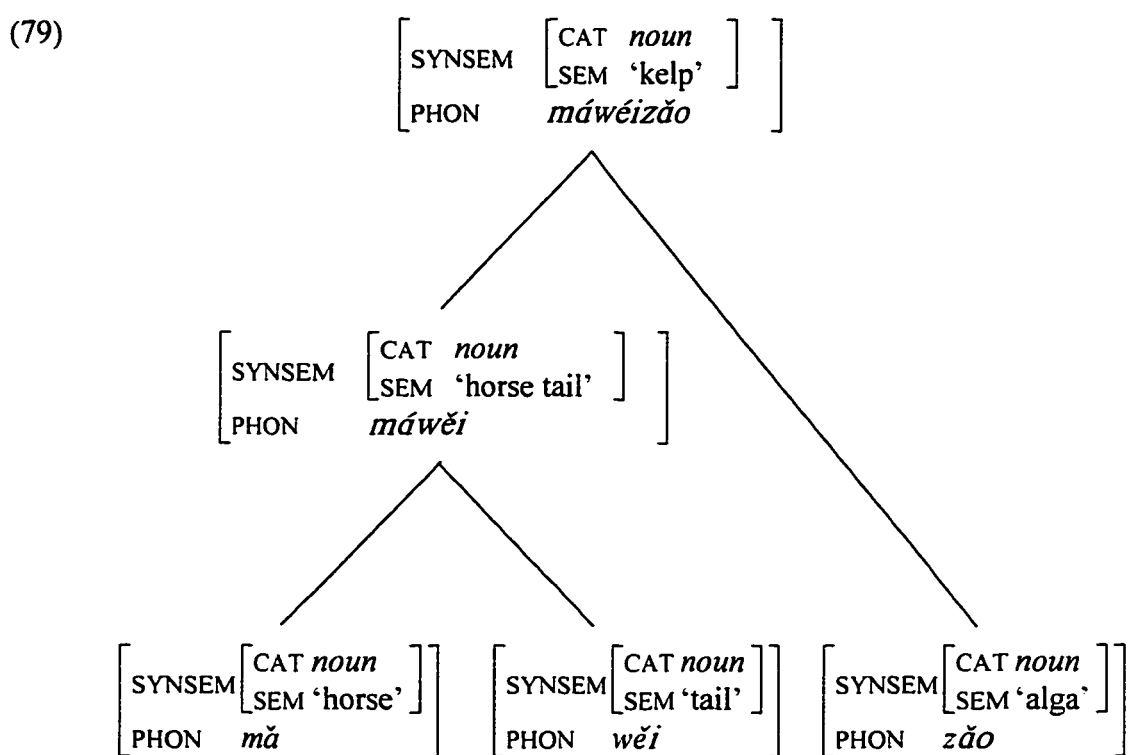 (79)
SYNSEM CAT noun
SEM ‘kelp’
PHON máwéizǎo
SYNSEM CAT noun
SEM ‘horse tail’
PHON máwěi
SYNSEM CAT noun
SEM ‘horse’
PHON mǎ
SYNSEM CAT noun
SEM ‘tail’
PHON wěi
SYNSEM CAT noun
SEM ‘alga’
PHON zǎo